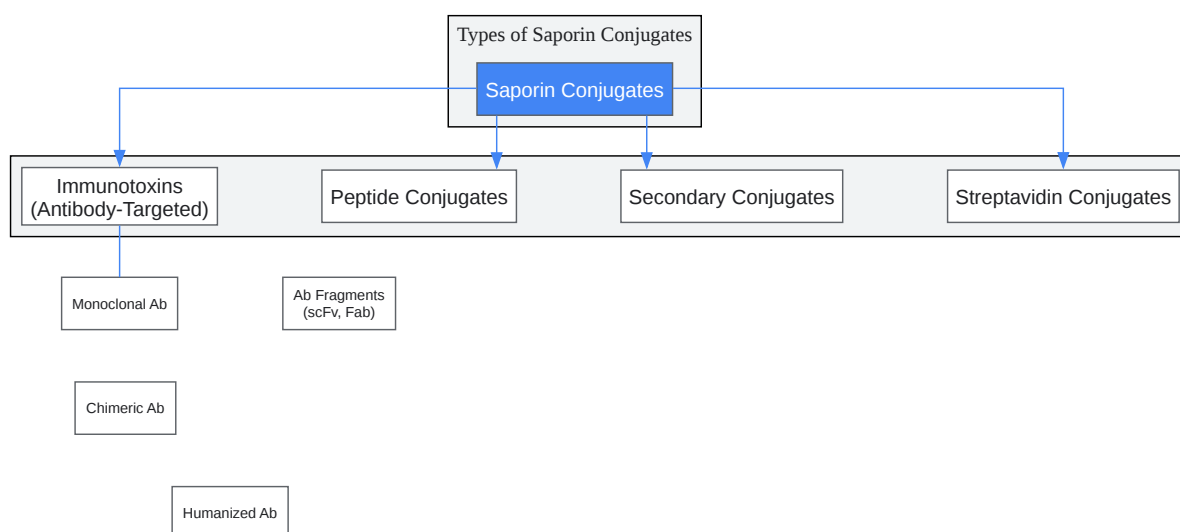 Types of Saporin Conjugates
Saporin Conjugates
Immunotoxins
(Antibody-Targeted)
Peptide Conjugates
Secondary Conjugates
Streptavidin Conjugates
Monoclonal Ab
Ab Fragments
(scFv, Fab)
Chimeric Ab
Humanized Ab